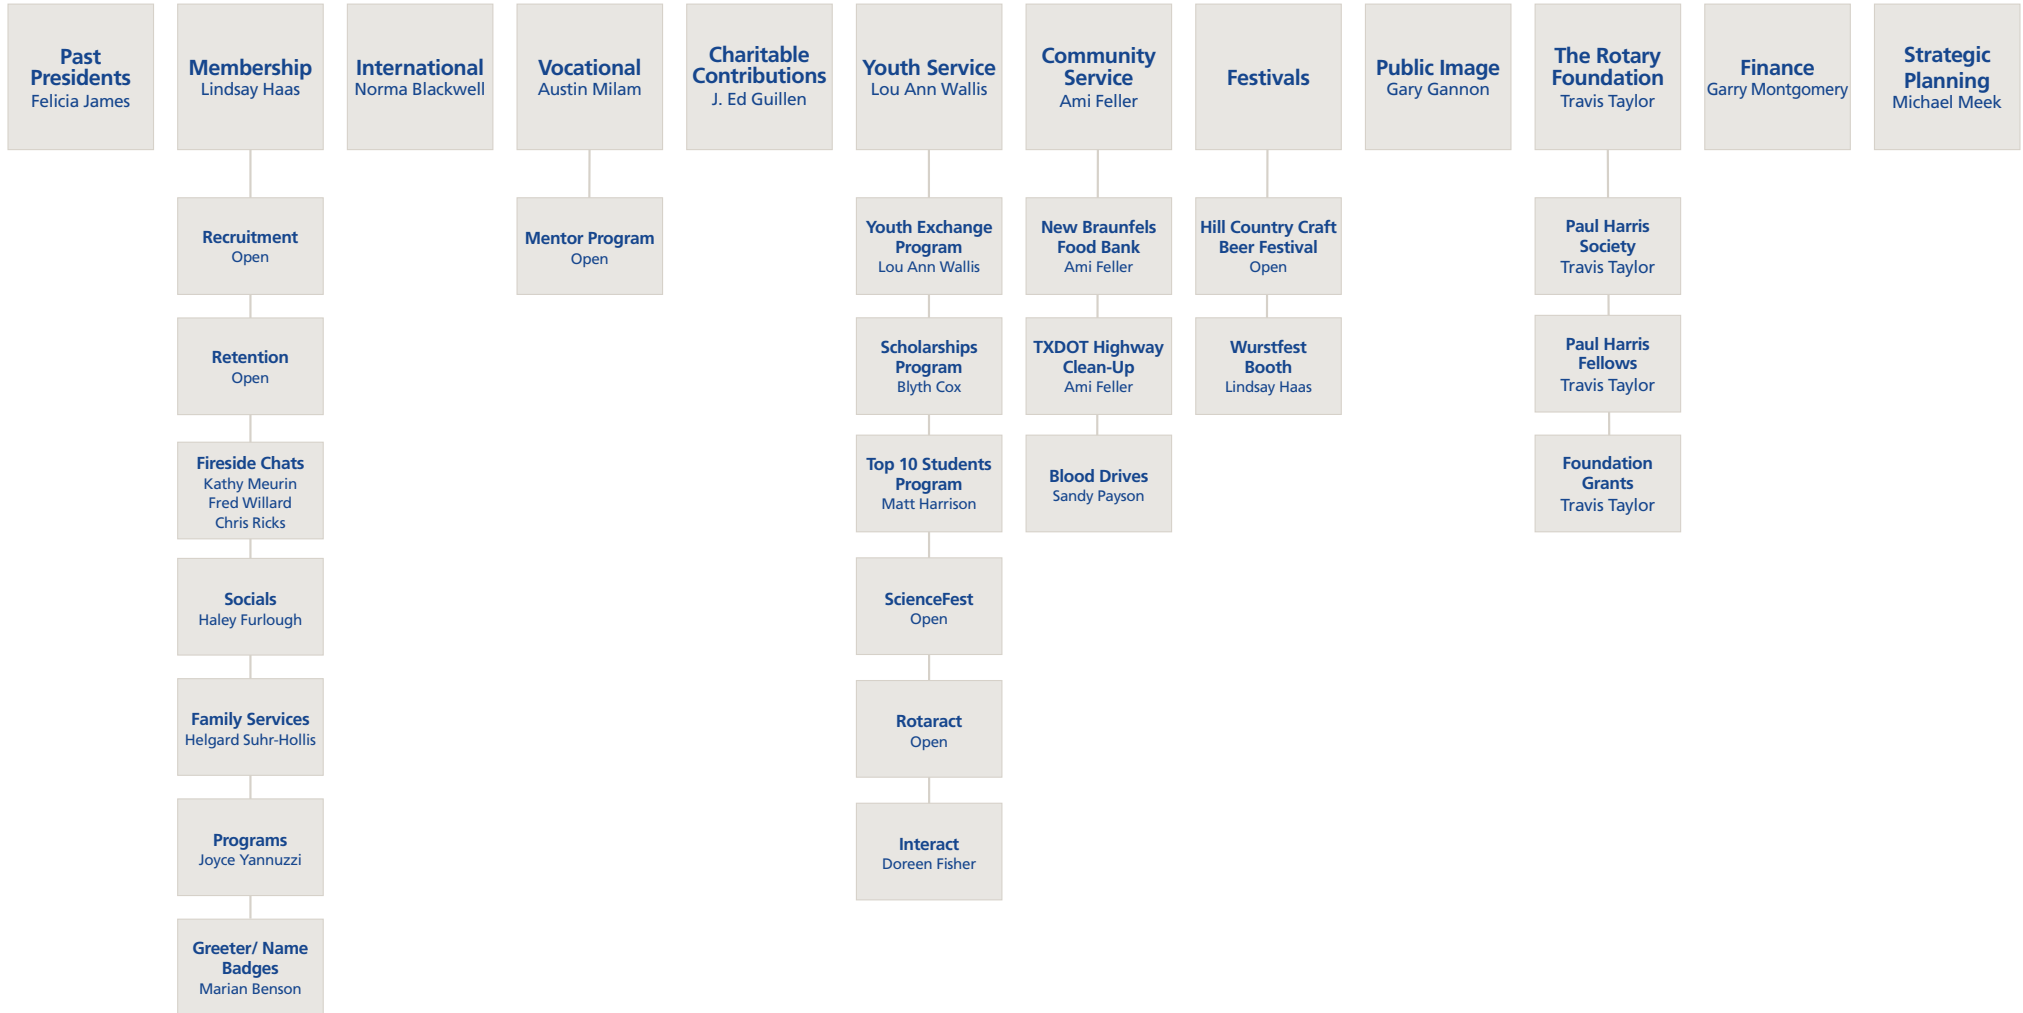 Past
Presidents
Felicia James
Membership
Lindsay Haas
International
Norma Blackwell
Vocational
Austin Milam
Charitable
Contributions
J. Ed Guillen
Youth Service
Lou Ann Wallis
Community
Service
Ami Feller
Festivals
Public Image
Gary Gannon
The Rotary
Foundation
Travis Taylor
Finance
Garry Montgomery
Strategic
Planning
Michael Meek
Recruitment
Open
Retention
Open
Fireside Chats
Kathy Meurin
Fred Willard
Chris Ricks
Socials
Haley Furlough
Family Services
Helgard Suhr-Hollis
Programs
Joyce Yannuzzi
Greeter/ Name
Badges
Marian Benson
Mentor Program
Open
Youth Exchange
Program
Lou Ann Wallis
Scholarships
Program
Blyth Cox
Top 10 Students
Program
Matt Harrison
ScienceFest
Open
Rotaract
Open
Interact
Doreen Fisher
New Braunfels
Food Bank
Ami Feller
TXDOT Highway
Clean-Up
Ami Feller
Blood Drives
Sandy Payson
Hill Country Craft
Beer Festival
Open
Wurstfest
Booth
Lindsay Haas
Paul Harris
Society
Travis Taylor
Paul Harris
Fellows
Travis Taylor
Foundation
Grants
Travis Taylor